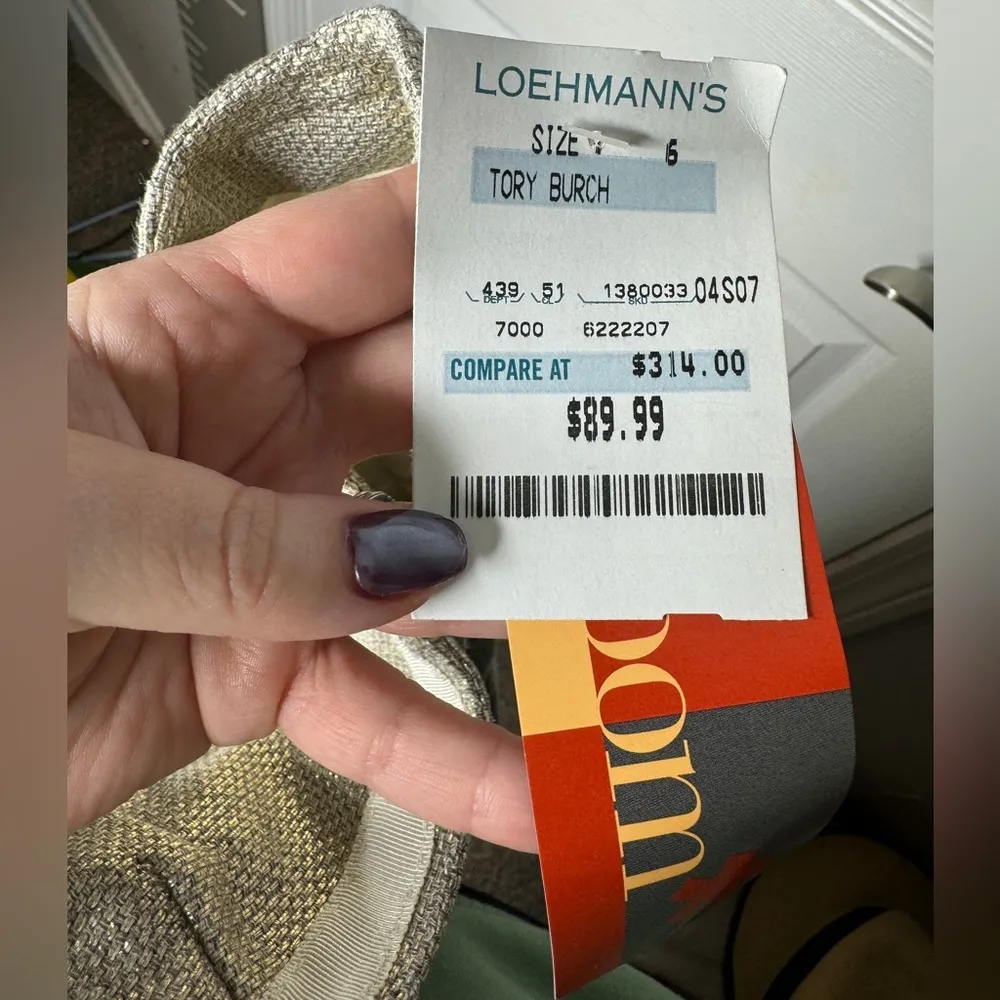 LOEHMANN'S
SIZE 6
TORY BURCH
439 51 1380033 04S07
DEPT CL SKU
7000 6222207
COMPARE AT $314.00
$89.99